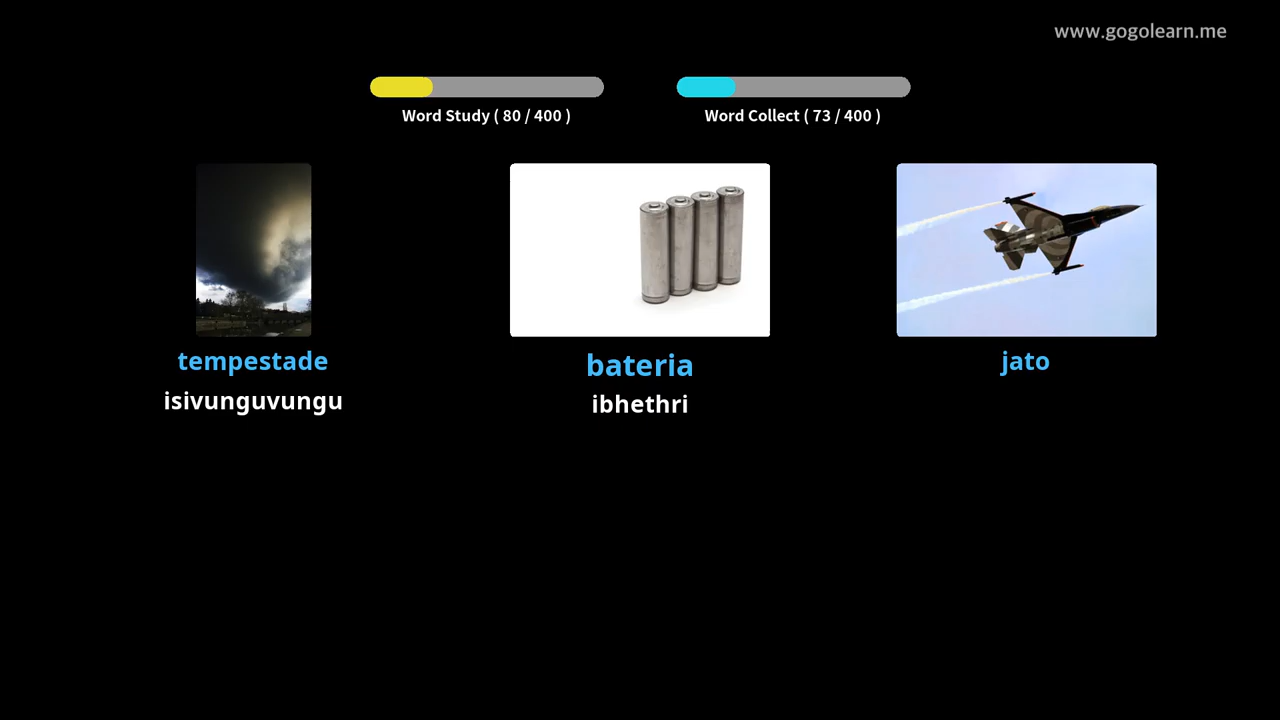 www.gogolearn.me
Word Study ( 80 / 400 )
Word Collect ( 73 / 400 )
tempestade
isivunguvungu
bateria
ibhethri
jato